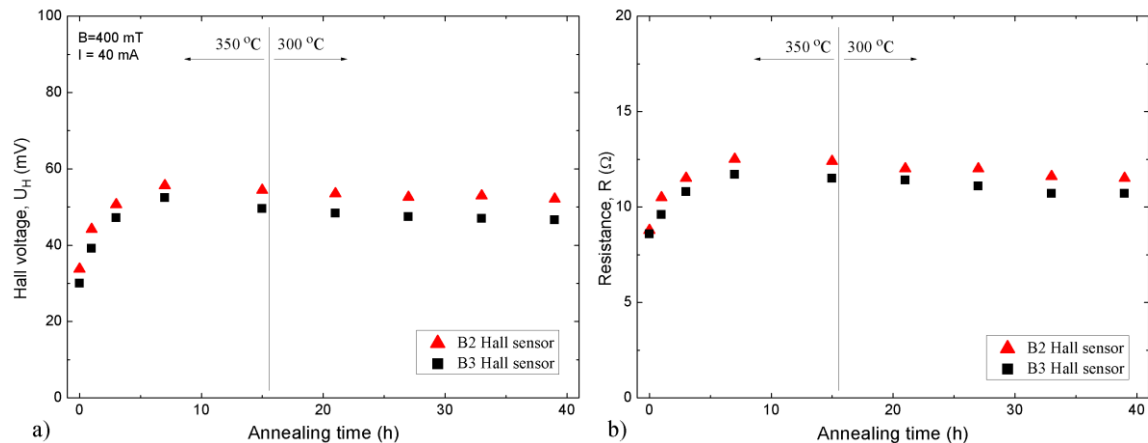 100
80
60
40
20
0
Hall voltage, U_H (mV)
B=400 mT
I = 40 mA
350 °C
300 °C
B2 Hall sensor
B3 Hall sensor
0 10 20 30 40
Annealing time (h)
a)
20
15
10
5
0
Resistance, R (Ω)
350 °C
300 °C
B2 Hall sensor
B3 Hall sensor
0 10 20 30 40
Annealing time (h)
b)